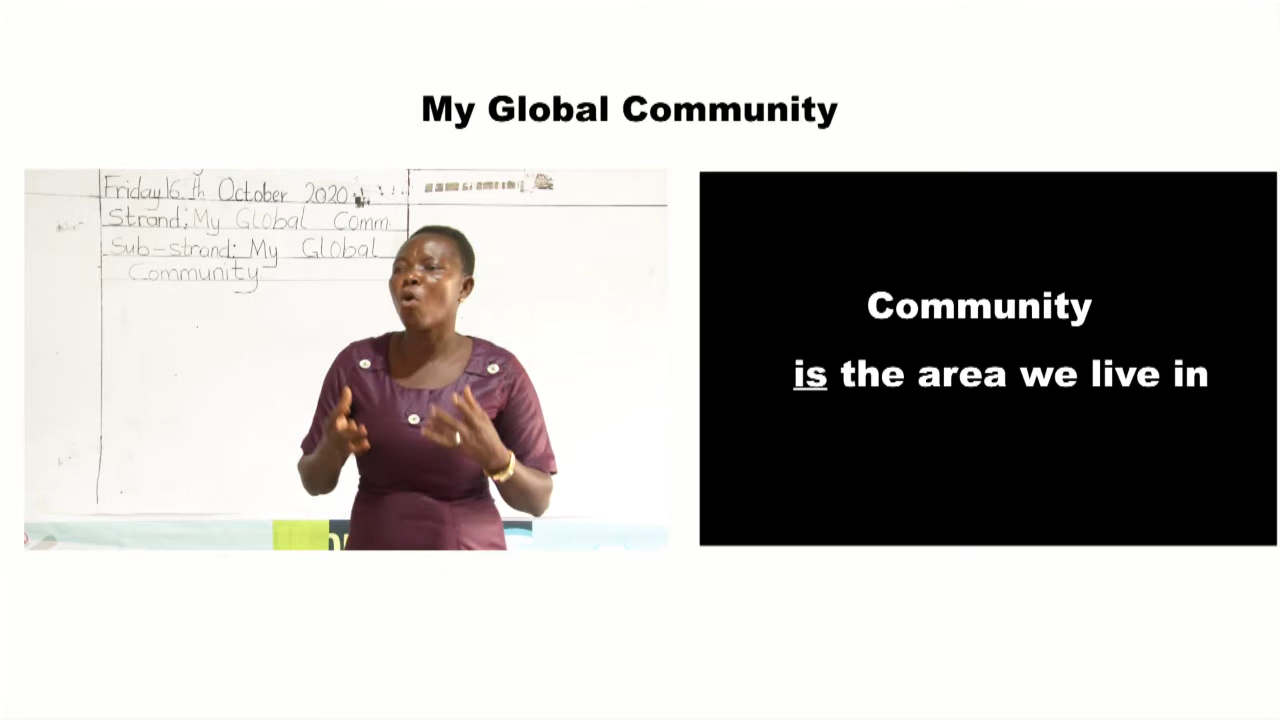 My Global Community
Friday 16th October 2020
Strand: My Global Comm.
Sub-strand: My Global
Community
Community
is the area we live in